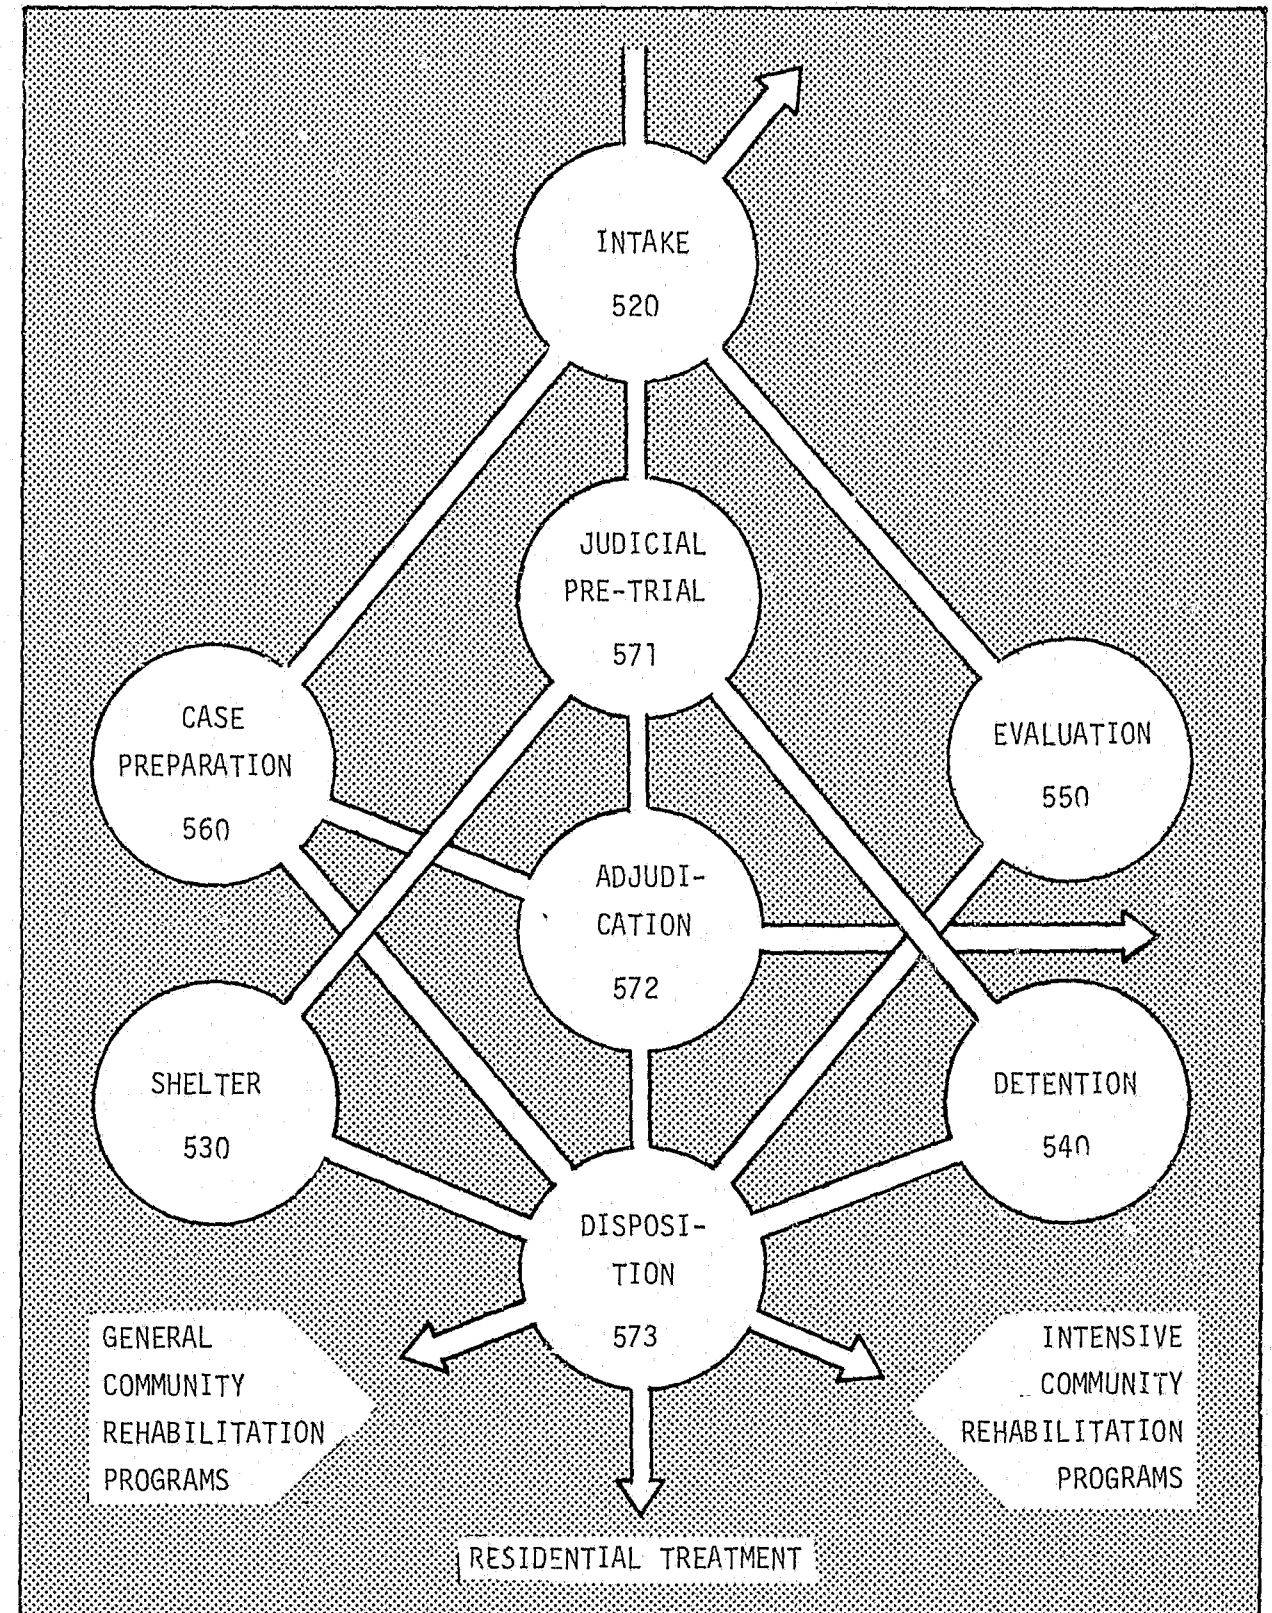 INTAKE
520
JUDICIAL
PRE-TRIAL
571
CASE
PREPARATION
560
EVALUATION
550
ADJUDI-
CATION
572
SHELTER
530
DETENTION
540
DISPOSI-
TION
573
GENERAL
COMMUNITY
REHABILITATION
PROGRAMS
INTENSIVE
COMMUNITY
REHABILITATION
PROGRAMS
RESIDENTIAL TREATMENT